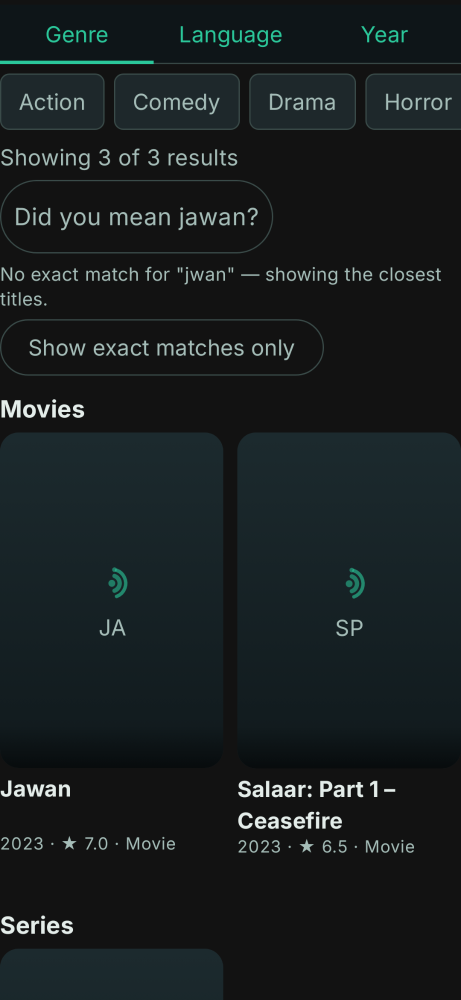 Genre Language Year
Action Comedy Drama Horror
Showing 3 of 3 results
Did you mean jawan?
No exact match for "jwan" — showing the closest
titles.
Show exact matches only
Movies
JA
SP
Jawan
2023 · ★ 7.0 · Movie
Salaar: Part 1 –
Ceasefire
2023 · ★ 6.5 · Movie
Series